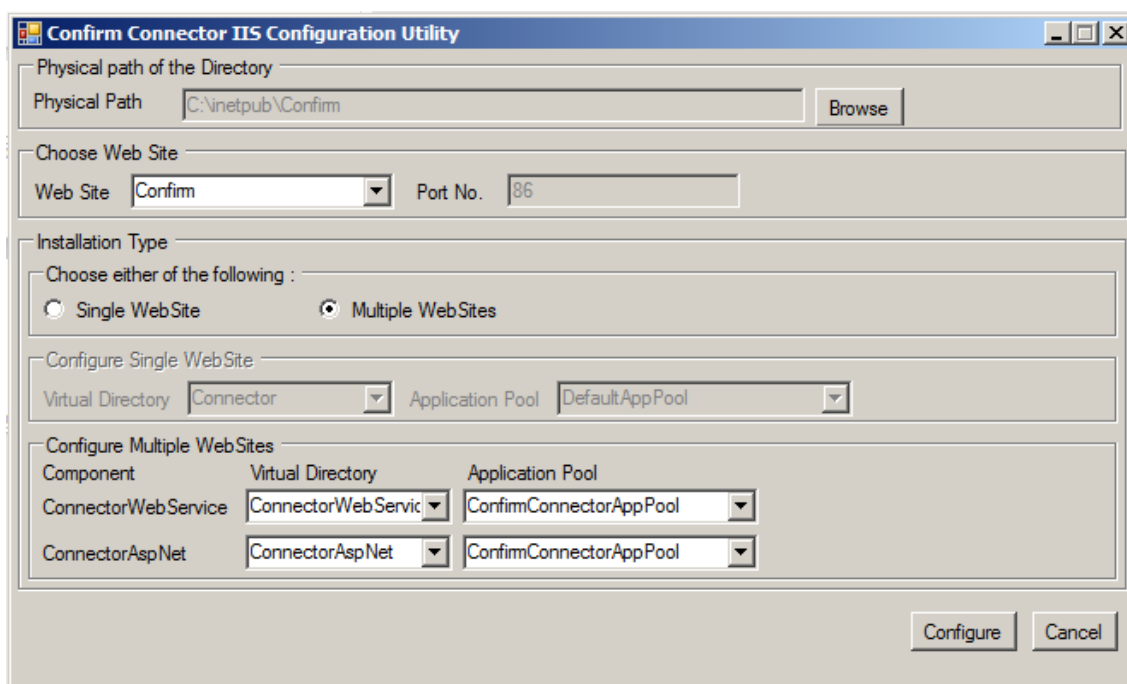 Confirm Connector IIS Configuration Utility
Physical path of the Directory
Physical Path C:\inetpub\Confirm Browse
Choose Web Site
Web Site Confirm Port No. 86
Installation Type
Choose either of the following :
Single WebSite Multiple WebSites
Configure Single WebSite
Virtual Directory Connector Application Pool DefaultAppPool
Configure Multiple WebSites
Component Virtual Directory Application Pool
ConnectorWebService ConnectorWebServic ConfirmConnectorAppPool
ConnectorAspNet ConnectorAspNet ConfirmConnectorAppPool
Configure Cancel